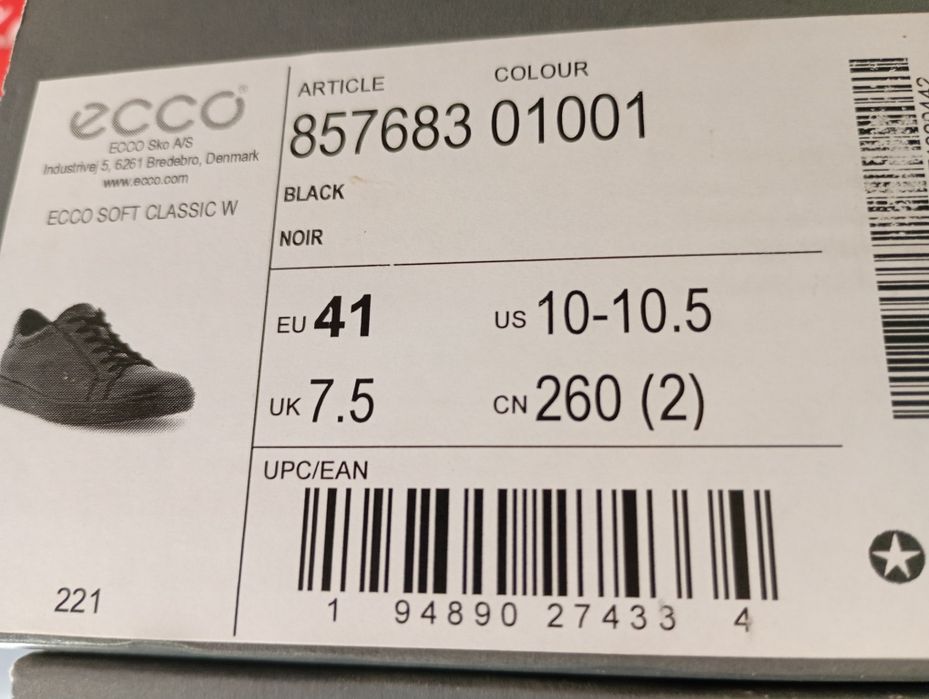 ecco®
ECCO Sko A/S
Industrivej 5, 6261 Bredebro, Denmark
www.ecco.com
ECCO SOFT CLASSIC W
221
ARTICLE COLOUR
857683 01001
BLACK
NOIR
EU 41 US 10-10.5
UK 7.5 CN 260 (2)
UPC/EAN
1 94890 27433 4